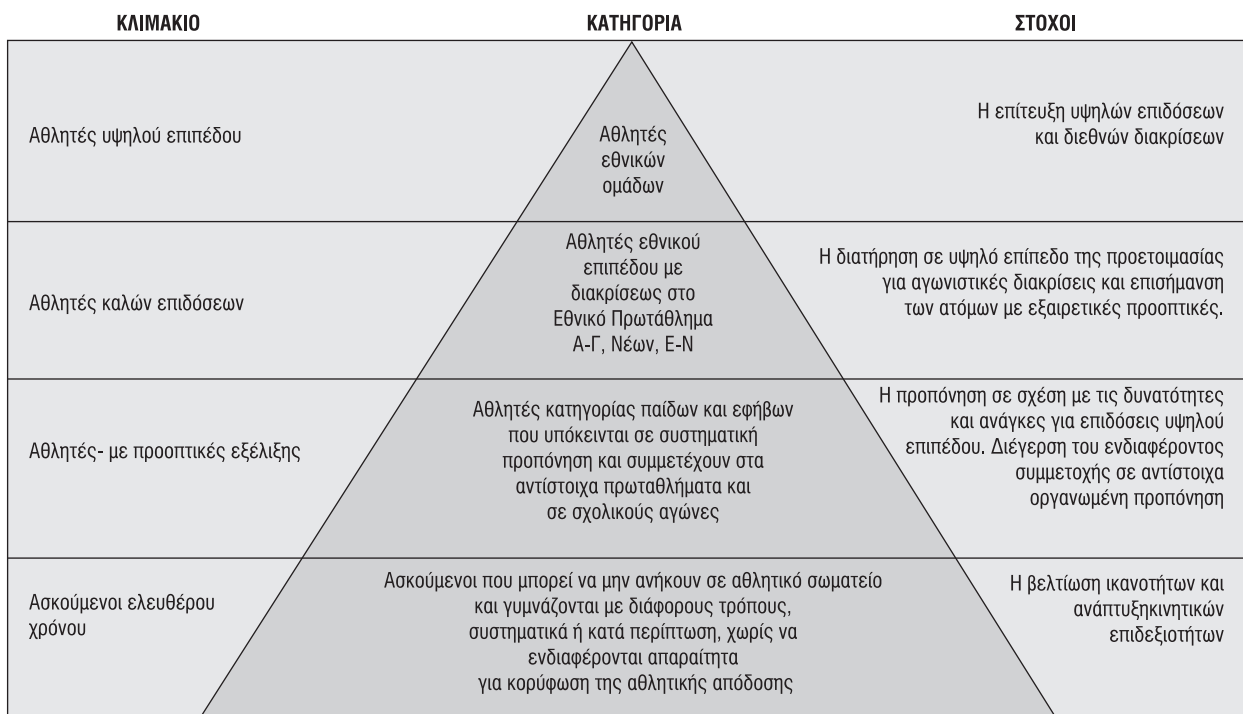 ΚΛΙΜΑΚΙΟ
ΚΑΤΗΓΟΡΙΑ
ΣΤΟΧΟΙ
Αθλητές υψηλού επιπέδου
Αθλητές
εθνικών
ομάδων
Η επίτευξη υψηλών επιδόσεων
και διεθνών διακρίσεων
Αθλητές καλών επιδόσεων
Αθλητές εθνικού
επιπέδου με
διακρίσεως στο
Εθνικό Πρωτάθλημα
Α-Γ, Νέων, Ε-Ν
Η διατήρηση σε υψηλό επίπεδο της προετοιμασίας
για αγωνιστικές διακρίσεις και επισήμανση
των ατόμων με εξαιρετικές προοπτικές.
Αθλητές- με προοπτικές εξέλιξης
Αθλητές κατηγορίας παίδων και εφήβων
που υπόκεινται σε συστηματική
προπόνηση και συμμετέχουν στα
αντίστοιχα πρωταθλήματα και
σε σχολικούς αγώνες
Η προπόνηση σε σχέση με τις δυνατότητες
και ανάγκες για επιδόσεις υψηλού
επιπέδου. Διέγερση του ενδιαφέροντος
συμμετοχής σε αντίστοιχα
οργανωμένη προπόνηση
Ασκούμενοι ελευθέρου
χρόνου
Ασκούμενοι που μπορεί να μην ανήκουν σε αθλητικό σωματείο
και γυμνάζονται με διάφορους τρόπους,
συστηματικά ή κατά περίπτωση, χωρίς να
ενδιαφέρονται απαραίτητα
για κορύφωση της αθλητικής απόδοσης
Η βελτίωση ικανοτήτων και
ανάπτυξηκινητικών
επιδεξιοτήτων